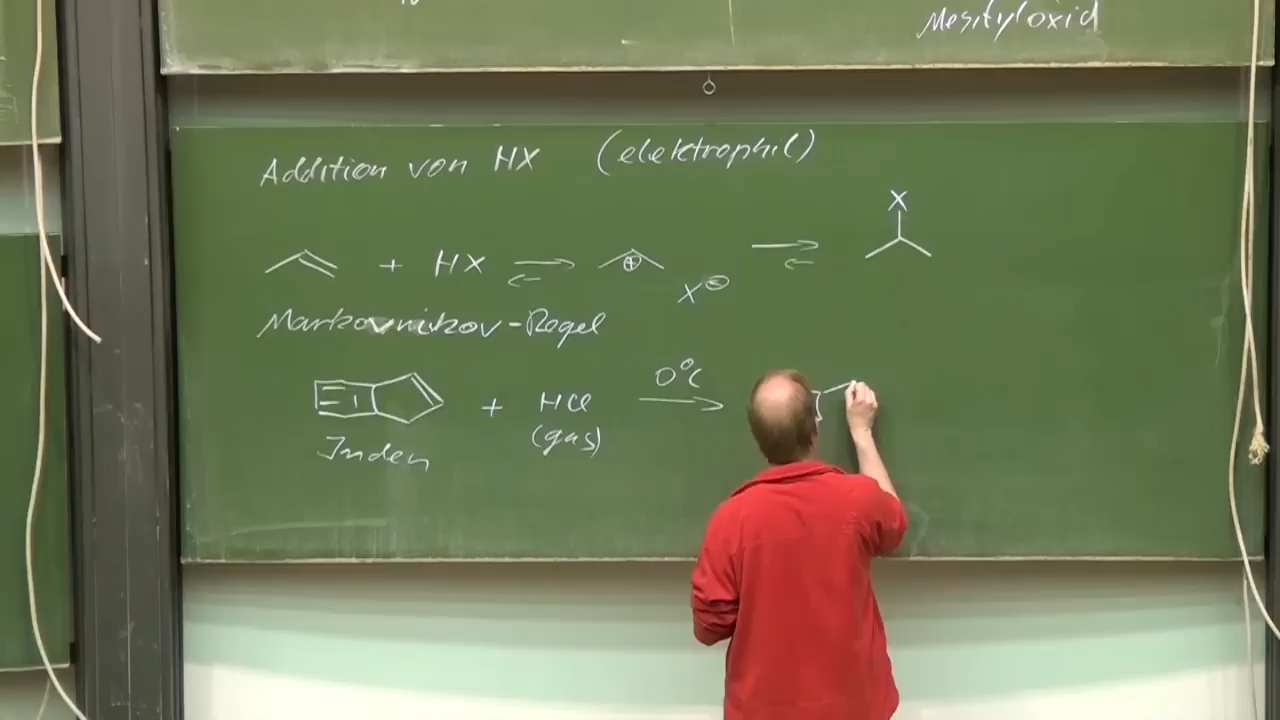 Mesityloxid
Addition von HX (elektrophil)
X
+ HX ⇌ ⊕ X⊖ ⇌
Markovnikov-Regel
0°C
+ HCl
(gas)
Inden